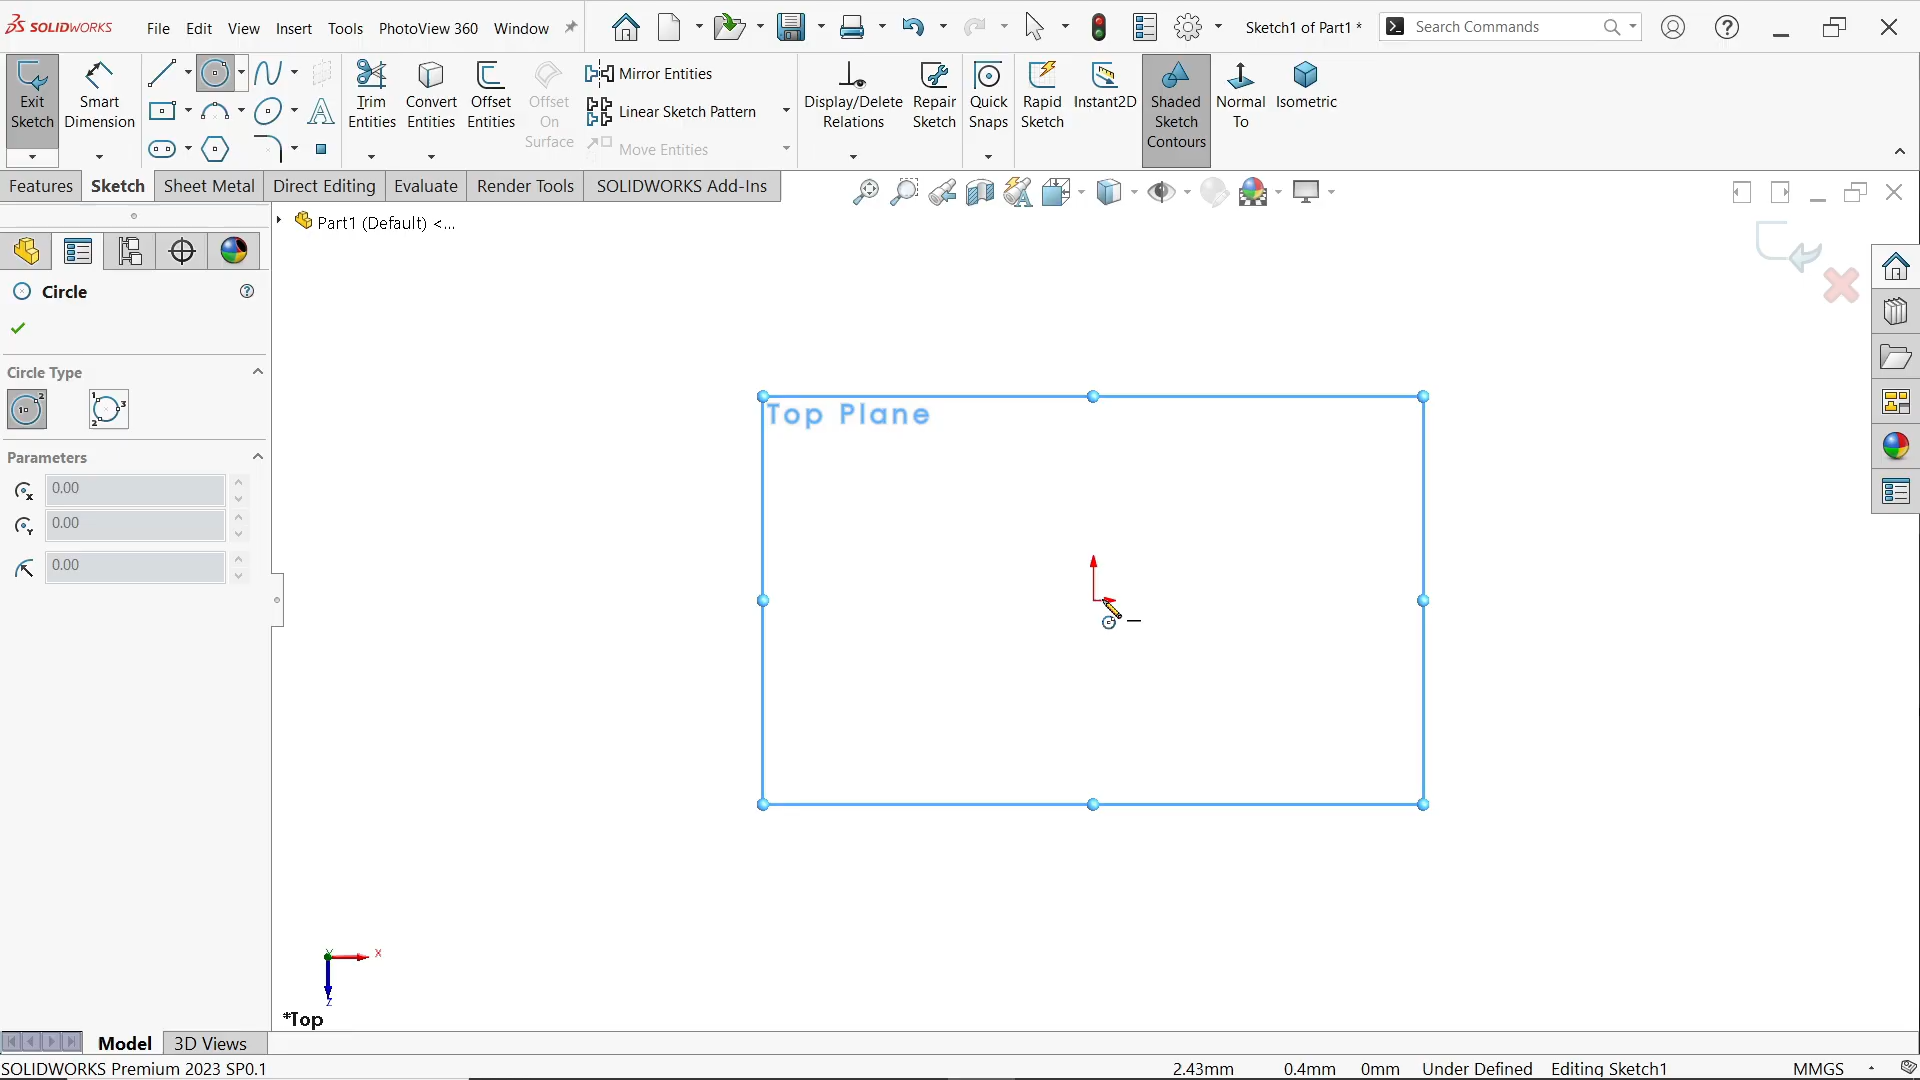 SOLIDWORKS File Edit View Insert Tools PhotoView 360 Window Sketch1 of Part1 * Search Commands
Exit Sketch
Smart Dimension
Trim Entities
Convert Entities
Offset Entities
Offset On Surface
Mirror Entities
Linear Sketch Pattern
Move Entities
Display/Delete Relations
Repair Sketch
Quick Snaps
Rapid Sketch
Instant2D
Shaded Sketch Contours
Normal To
Isometric
Features Sketch Sheet Metal Direct Editing Evaluate Render Tools SOLIDWORKS Add-Ins
Part1 (Default) <...
Circle
Circle Type
Parameters
0.00
0.00
0.00
Top Plane
Y X
Z
*Top
Model 3D Views
SOLIDWORKS Premium 2023 SP0.1 2.43mm 0.4mm 0mm Under Defined Editing Sketch1 MMGS